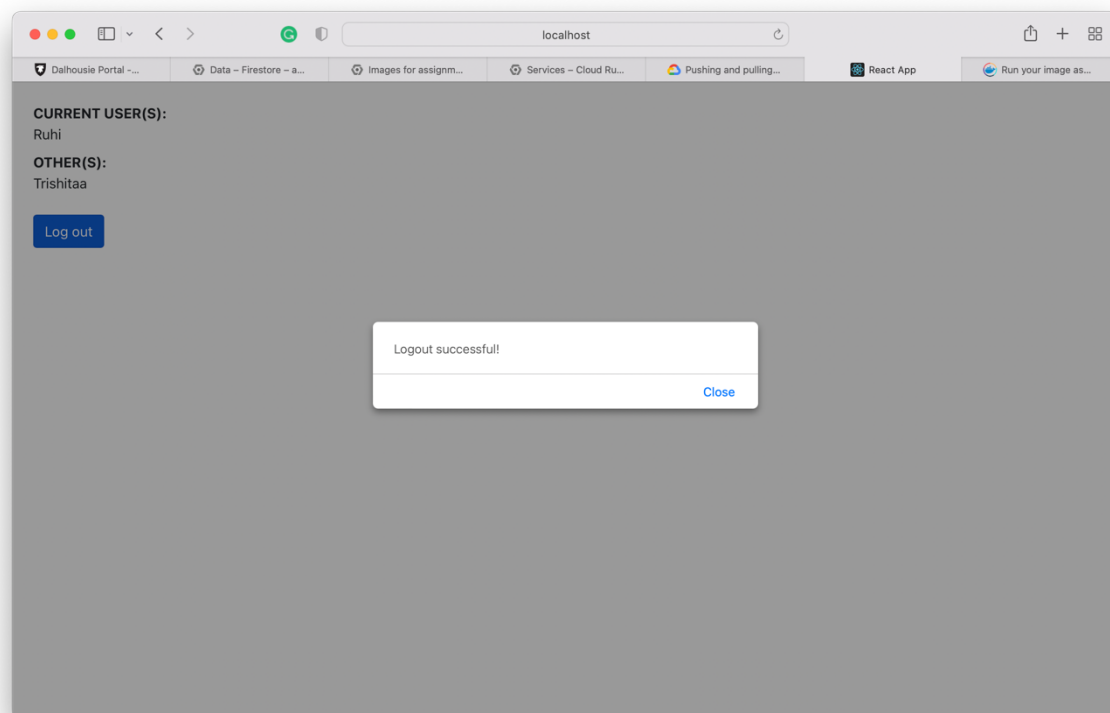 localhost
Dalhousie Portal -...
Data – Firestore – a...
Images for assignm...
Services – Cloud Ru...
Pushing and pulling...
React App
Run your image as...
CURRENT USER(S):
Ruhi
OTHER(S):
Trishitaa
Log out
Logout successful!
Close